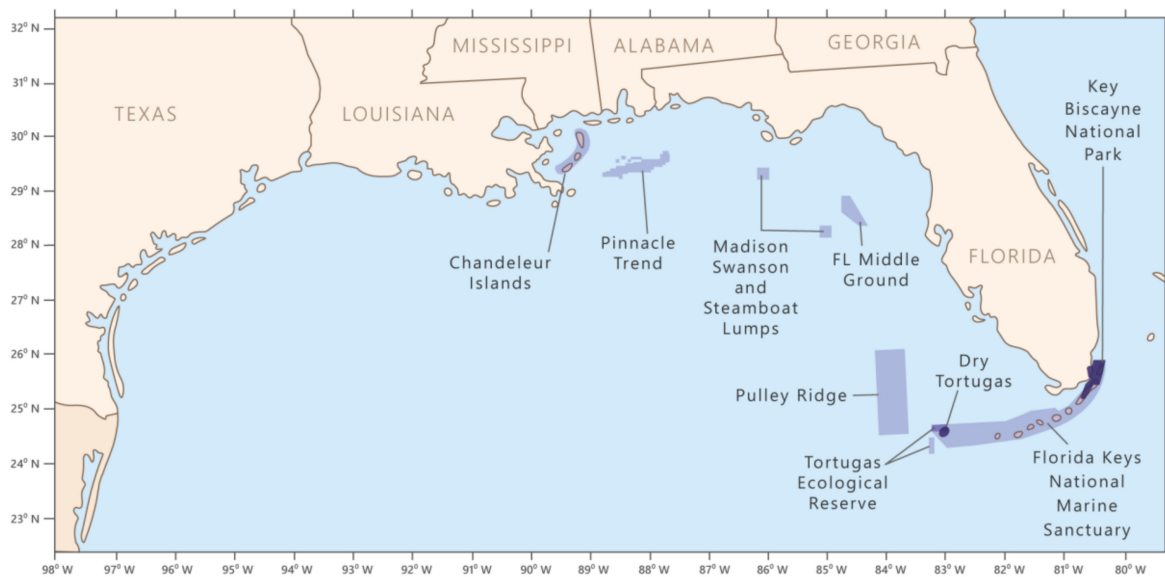 32° N
31° N
30° N
29° N
28° N
27° N
26° N
25° N
24° N
23° N
98° W
97° W
96° W
95° W
94° W
93° W
92° W
91° W
90° W
89° W
88° W
87° W
86° W
85° W
84° W
83° W
82° W
81° W
80° W
TEXAS
LOUISIANA
MISSISSIPPI
ALABAMA
GEORGIA
FLORIDA
Key
Biscayne
National
Park
Chandeleur
Islands
Pinnacle
Trend
Madison
Swanson
and
Steamboat
Lumps
FL Middle
Ground
Pulley Ridge
Dry
Tortugas
Tortugas
Ecological
Reserve
Florida Keys
National
Marine
Sanctuary